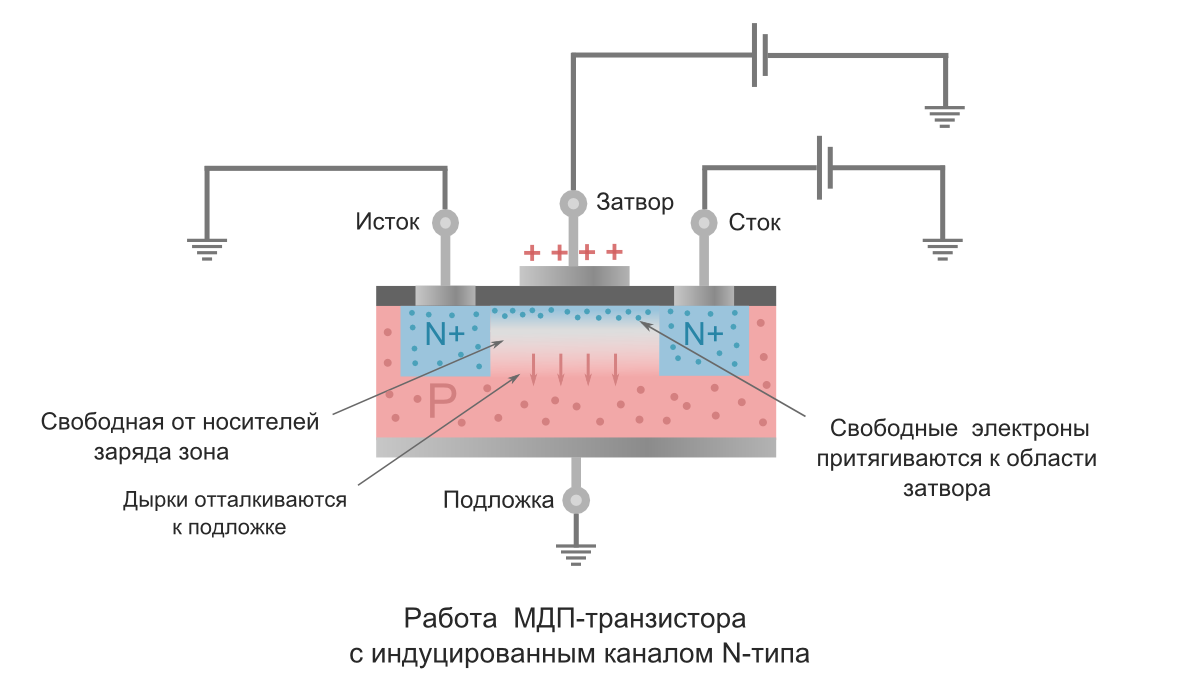 Затвор
Исток
Сток
+ + + +
N+
N+
P
Свободная от носителей
заряда зона
Свободные электроны
притягиваются к области
затвора
Дырки отталкиваются
к подложке
Подложка
Работа МДП-транзистора
с индуцированным каналом N-типа